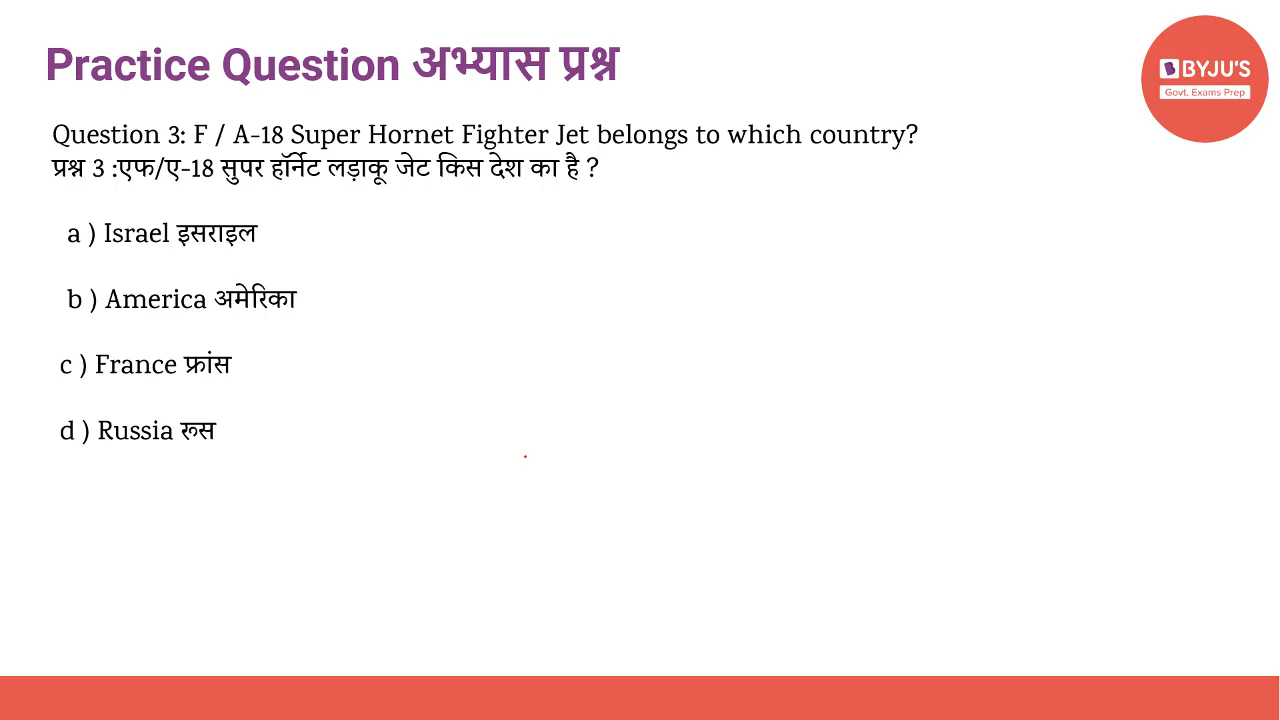 Practice Question अभ्यास प्रश्न
BYJU'S
Govt. Exams Prep
Question 3: F / A-18 Super Hornet Fighter Jet belongs to which country?
प्रश्न 3 :एफ/ए-18 सुपर हॉर्नेट लड़ाकू जेट किस देश का है ?
a ) Israel इसराइल
b ) America अमेरिका
c ) France फ्रांस
d ) Russia रूस